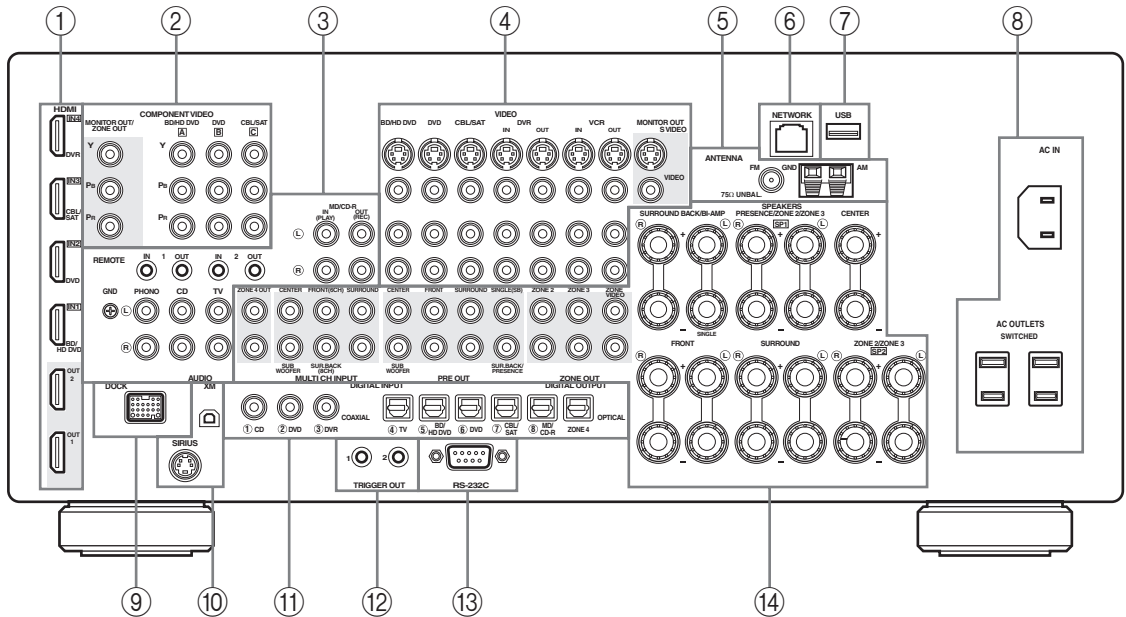 ① ② ③ ④ ⑤ ⑥ ⑦ ⑧
HDMI
IN4
DVR
IN3
CBL/
SAT
IN2
DVD
IN1
BD/
HD DVD
OUT
2
OUT
1
COMPONENT VIDEO
MONITOR OUT/
ZONE OUT
BD/HD DVD DVD CBL/SAT
A B C
Y Y
PB PB
PR PR
MD/CD-R
IN OUT
(PLAY) (REC)
L
R
VIDEO
BD/HD DVD DVD CBL/SAT DVR VCR MONITOR OUT
IN OUT IN OUT S VIDEO
VIDEO
ANTENNA
FM GND AM
75Ω UNBAL.
NETWORK
USB
AC IN
AC OUTLETS
SWITCHED
REMOTE IN 1 OUT IN 2 OUT
GND PHONO CD TV
L
R
AUDIO
ZONE 4 OUT CENTER FRONT(6CH) SURROUND CENTER FRONT SURROUND SINGLE(SB) ZONE 2 ZONE 3 ZONE
VIDEO
SUB
WOOFER
SUR.BACK
(8CH)
SUB
WOOFER
SUR.BACK/
PRESENCE
MULTI CH INPUT PRE OUT ZONE OUT
SPEAKERS
SURROUND BACK/BI-AMP PRESENCE/ZONE 2/ZONE 3 CENTER
SP1
R + L R + L +
– – –
SINGLE
FRONT SURROUND ZONE 2/ZONE 3
SP2
R + L R + L R + L
– – –
DOCK
XM
SIRIUS
DIGITAL INPUT DIGITAL OUTPUT
COAXIAL OPTICAL
① CD ② DVD ③ DVR ④ TV ⑤ BD/
HD DVD ⑥ DVD ⑦ CBL/
SAT ⑧ MD/
CD-R ZONE 4
1 2
TRIGGER OUT
RS-232C
⑨ ⑩ ⑪ ⑫ ⑬ ⑭